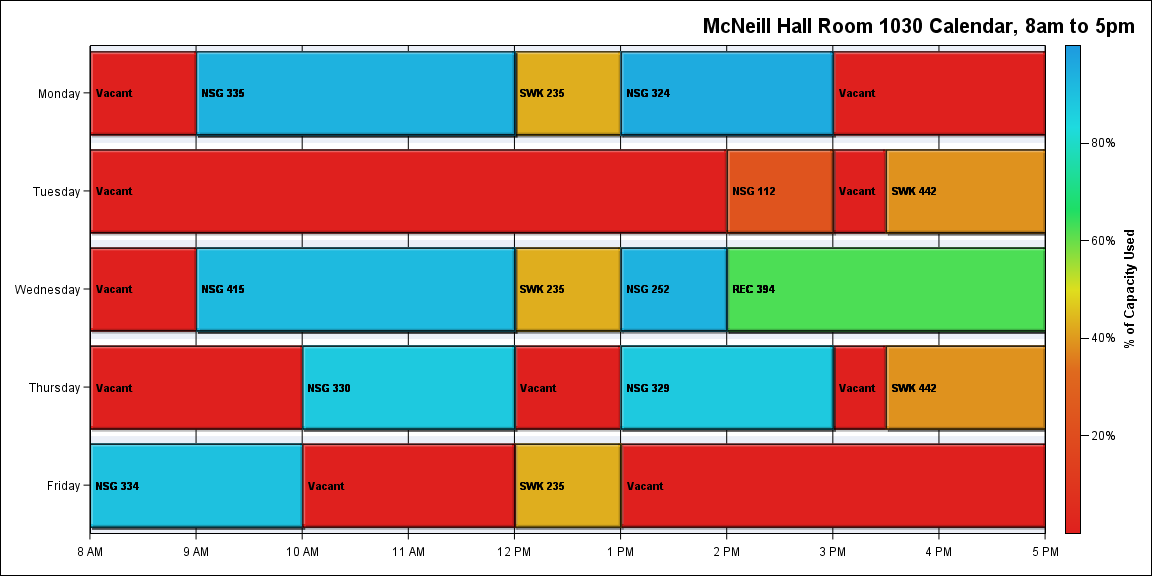 McNeill Hall Room 1030 Calendar, 8am to 5pm
Monday
Vacant
NSG 335
SWK 235
NSG 324
Vacant
Tuesday
Vacant
NSG 112
Vacant
SWK 442
Wednesday
Vacant
NSG 415
SWK 235
NSG 252
REC 394
Thursday
Vacant
NSG 330
Vacant
NSG 329
Vacant
SWK 442
Friday
NSG 334
Vacant
SWK 235
Vacant
8 AM
9 AM
10 AM
11 AM
12 PM
1 PM
2 PM
3 PM
4 PM
5 PM
80%
60%
40%
20%
% of Capacity Used